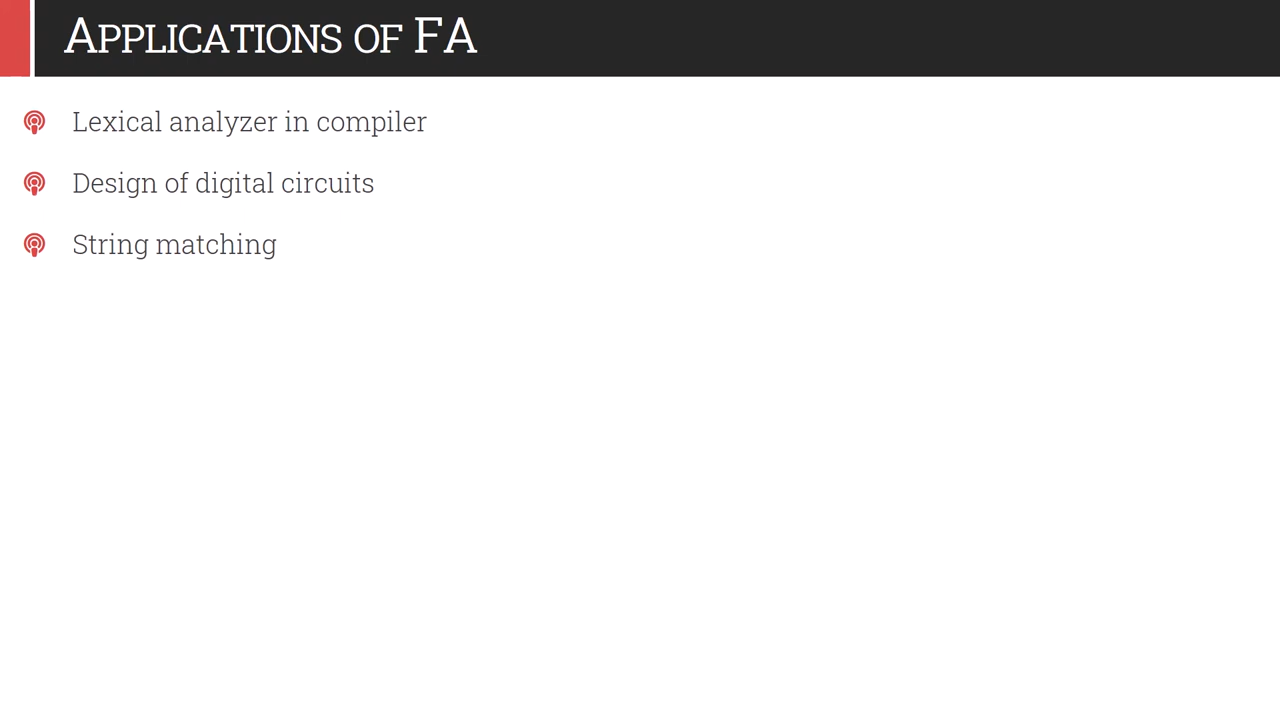 Applications of FA
Lexical analyzer in compiler
Design of digital circuits
String matching